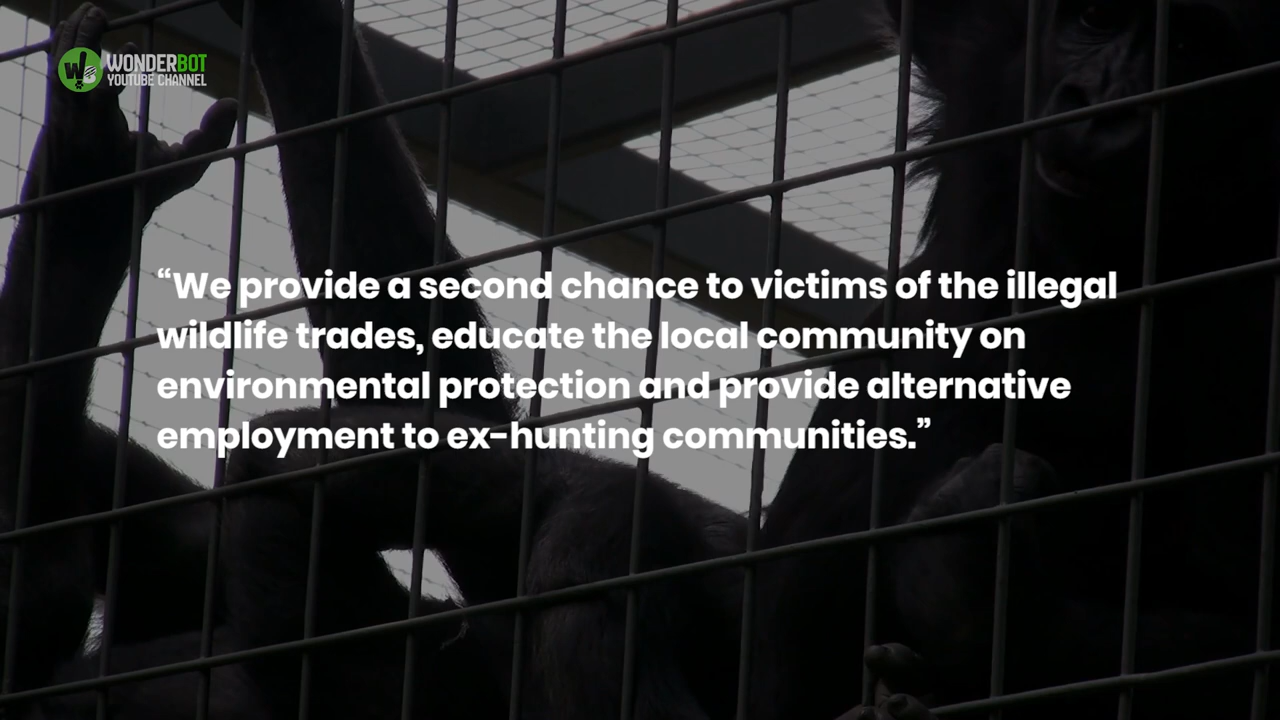 WONDERBOT
YOUTUBE CHANNEL
“We provide a second chance to victims of the illegal
wildlife trades, educate the local community on
environmental protection and provide alternative
employment to ex-hunting communities.”